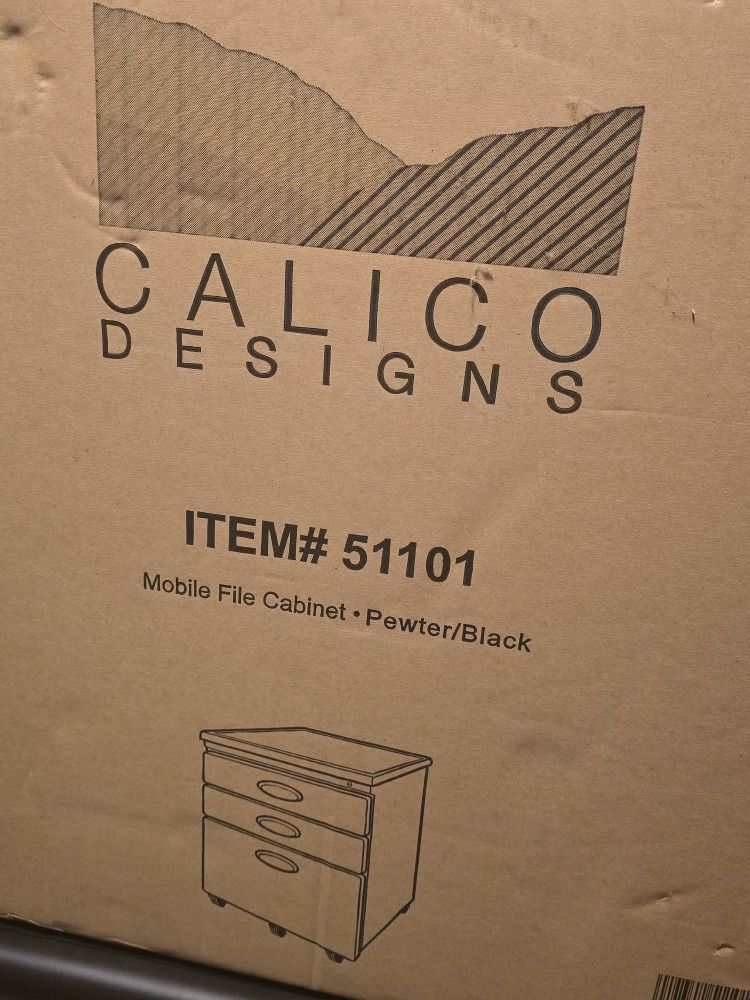 CALICO
DESIGNS
ITEM# 51101
Mobile File Cabinet • Pewter/Black